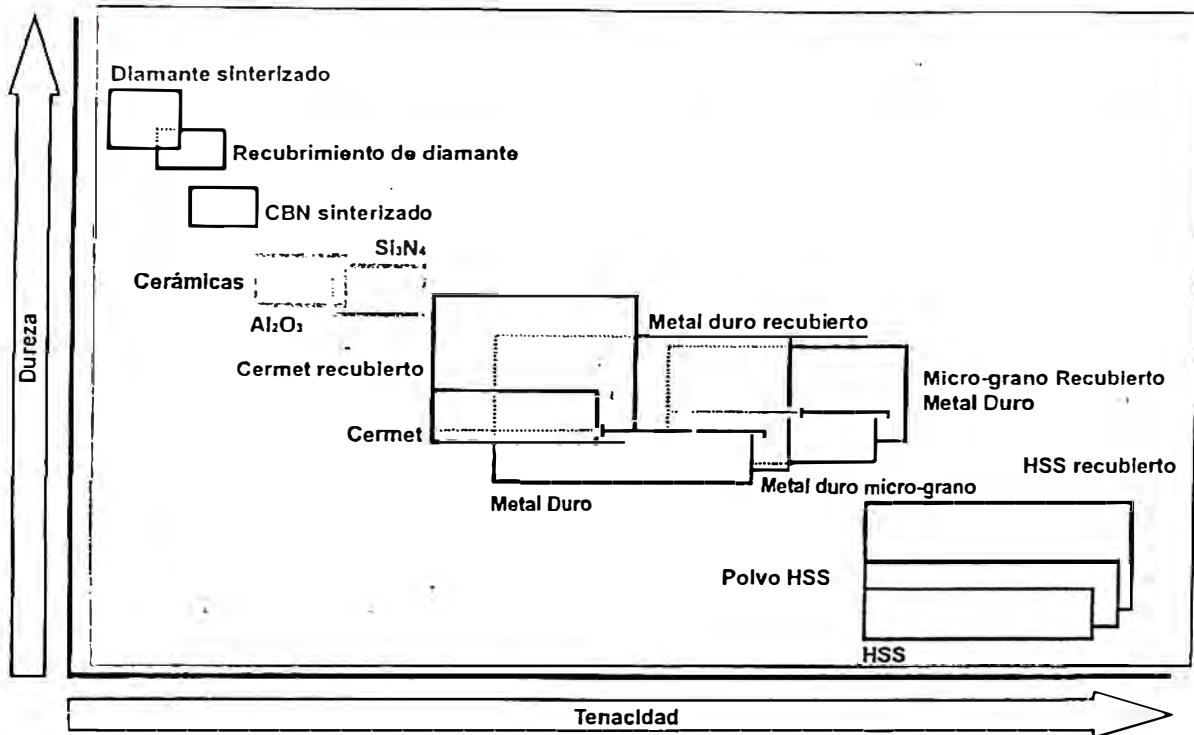 Diamante sinterizado
Recubrimiento de diamante
CBN sinterizado
Si₃N₄
Cerámicas
Al₂O₃
Metal duro recubierto
Cermet recubierto
Micro-grano Recubierto
Metal Duro
Cermet
HSS recubierto
Metal duro micro-grano
Metal Duro
Polvo HSS
HSS
Dureza
Tenacidad